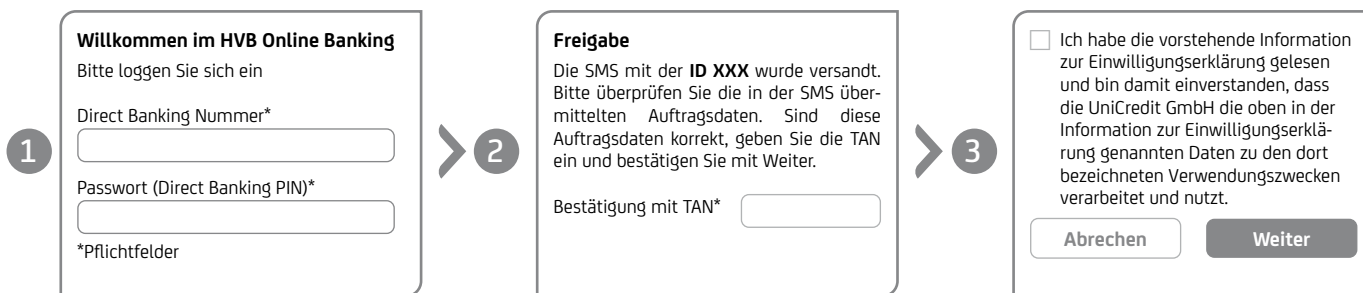 1
Willkommen im HVB Online Banking
Bitte loggen Sie sich ein
Direct Banking Nummer*
Passwort (Direct Banking PIN)*
*Pflichtfelder
2
Freigabe
Die SMS mit der ID XXX wurde versandt.
Bitte überprüfen Sie die in der SMS über-
mittelten Auftragsdaten. Sind diese
Auftragsdaten korrekt, geben Sie die TAN
ein und bestätigen Sie mit Weiter.
Bestätigung mit TAN*
3
Ich habe die vorstehende Information
zur Einwilligungserklärung gelesen
und bin damit einverstanden, dass
die UniCredit GmbH die oben in der
Information zur Einwilligungserklä-
rung genannten Daten zu den dort
bezeichneten Verwendungszwecken
verarbeitet und nutzt.
Abrechen
Weiter